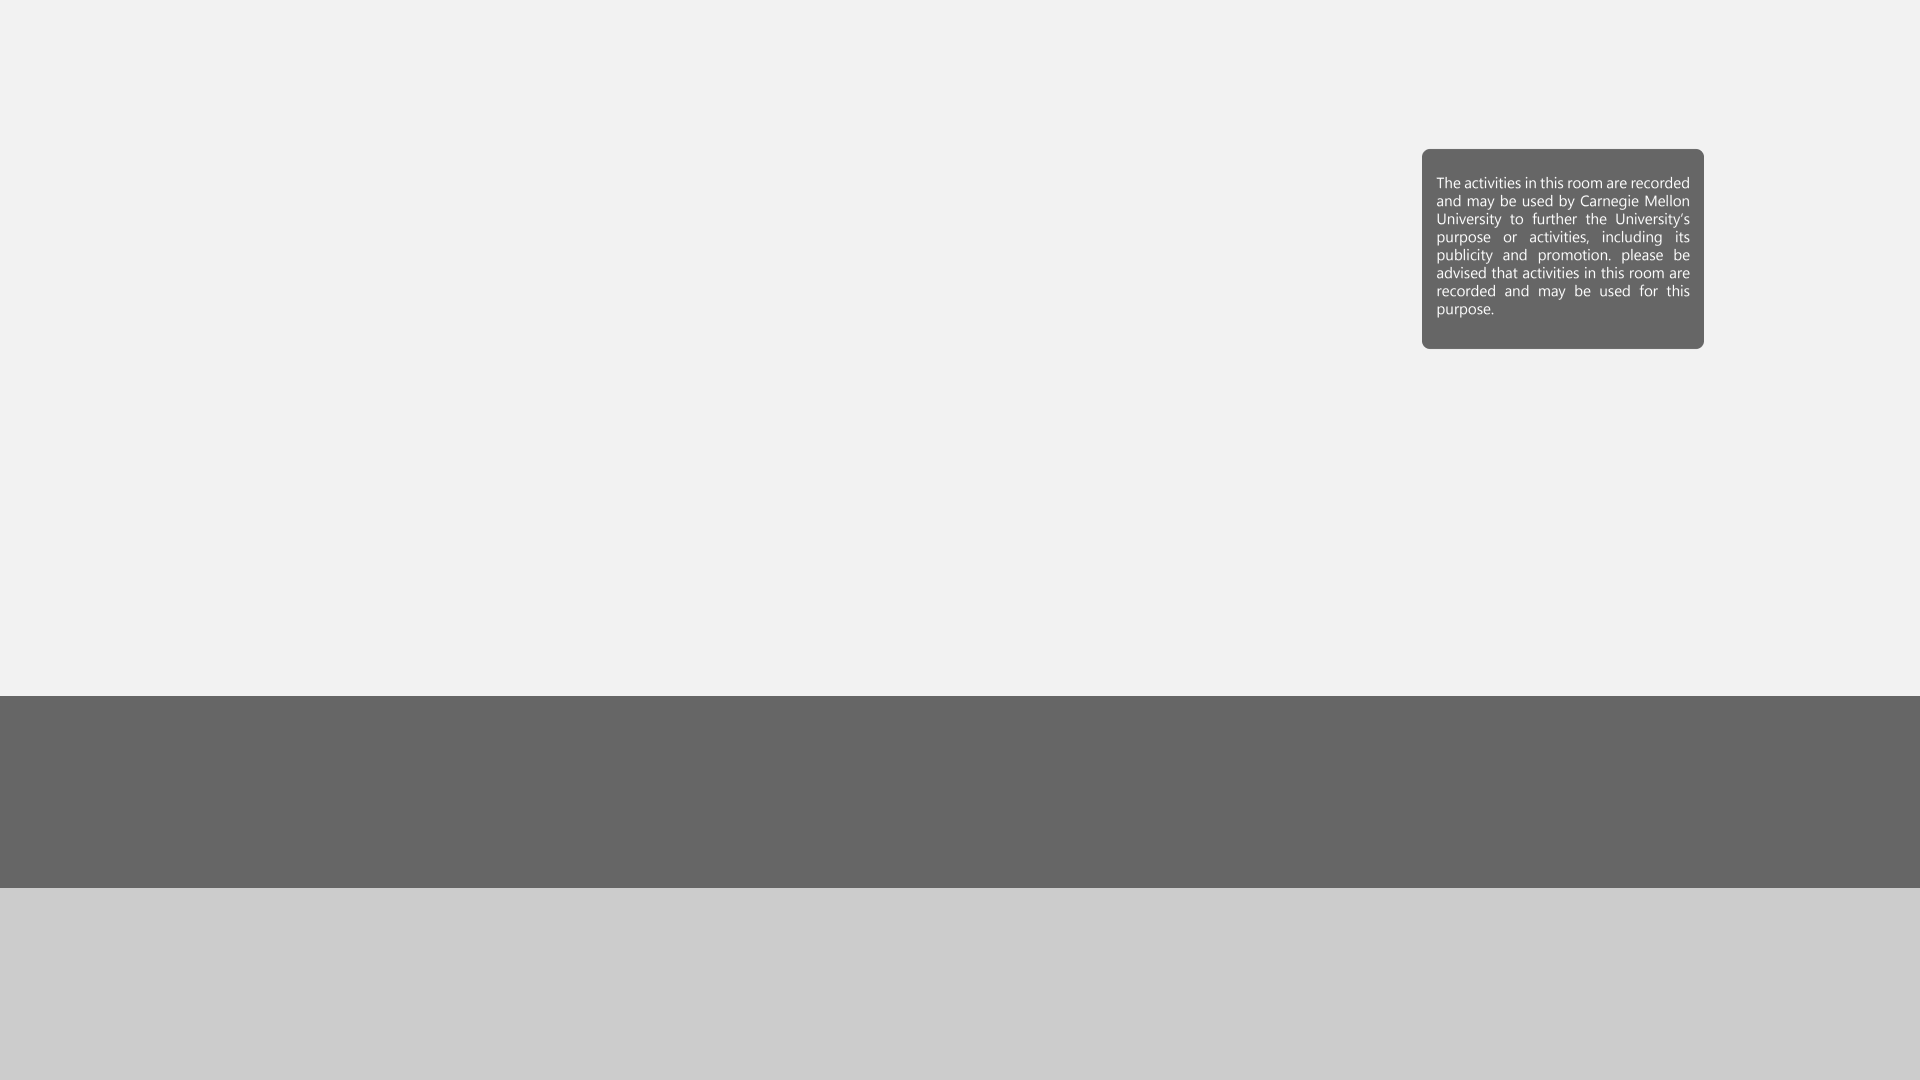 The activities in this room are recorded
and may be used by Carnegie Mellon
University to further the University’s
purpose or activities, including its
publicity and promotion. please be
advised that activities in this room are
recorded and may be used for this
purpose.